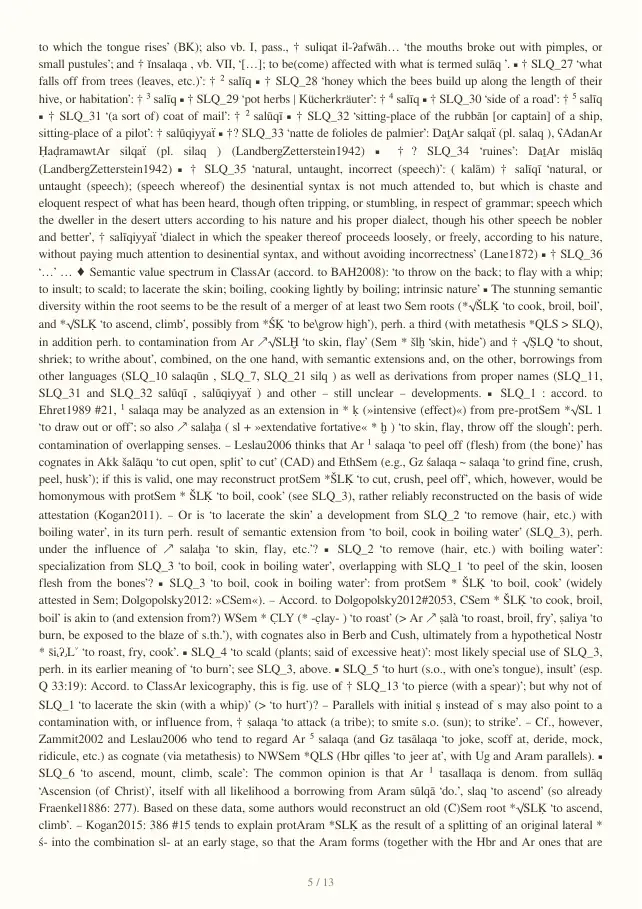 to which the tongue rises’ (BK); also vb. I, pass., † suliqat il-ʔafwāh… ‘the mouths broke out with pimples, or
small pustules’; and † ĭnsalaqa , vb. VII, ‘[…]; to be(come) affected with what is termed sulāq ’. ▪ † SLQ_27 ‘what
falls off from trees (leaves, etc.)’: † ² salīq ▪ † SLQ_28 ‘honey which the bees build up along the length of their
hive, or habitation’: † ³ salīq ▪ † SLQ_29 ‘pot herbs | Kücherkräuter’: † ⁴ salīq ▪ † SLQ_30 ‘side of a road’: † ⁵ salīq
▪ † SLQ_31 ‘(a sort of) coat of mail’: † ² salūqī ▪ † SLQ_32 ‘sitting-place of the rubbān [or captain] of a ship,
sitting-place of a pilot’: † salūqiyyaẗ ▪ †? SLQ_33 ‘natte de folioles de palmier’: DaṯAr salqaẗ (pl. salaq ), ʕAdanAr
ḤaḍramawtAr silqaẗ (pl. silaq ) (LandbergZetterstein1942) ▪ † ? SLQ_34 ‘ruines’: DaṯAr mislāq
(LandbergZetterstein1942) ▪ † SLQ_35 ‘natural, untaught, incorrect (speech)’: ( kalām) † salīqī ‘natural, or
untaught (speech); (speech whereof) the desinential syntax is not much attended to, but which is chaste and
eloquent respect of what has been heard, though often tripping, or stumbling, in respect of grammar; speech which
the dweller in the desert utters according to his nature and his proper dialect, though his other speech be nobler
and better’, † salīqiyyaẗ ‘dialect in which the speaker thereof proceeds loosely, or freely, according to his nature,
without paying much attention to desinential syntax, and without avoiding incorrectness’ (Lane1872) ▪ † SLQ_36
‘…’ … ♦ Semantic value spectrum in ClassAr (accord. to BAH2008): ‘to throw on the back; to flay with a whip;
to insult; to scald; to lacerate the skin; boiling, cooking lightly by boiling; intrinsic nature’ ▪ The stunning semantic
diversity within the root seems to be the result of a merger of at least two Sem roots (*√ŠLḲ ‘to cook, broil, boil’,
and *√SLḲ ‘to ascend, climb’, possibly from *ŚḲ ‘to be\grow high’), perh. a third (with metathesis *QLS > SLQ),
in addition perh. to contamination from Ar ↗√SLḪ ‘to skin, flay’ (Sem * šlḫ ‘skin, hide’) and † √ṢLQ ‘to shout,
shriek; to writhe about’, combined, on the one hand, with semantic extensions and, on the other, borrowings from
other languages (SLQ_10 salaqūn , SLQ_7, SLQ_21 silq ) as well as derivations from proper names (SLQ_11,
SLQ_31 and SLQ_32 salūqī , salūqiyyaẗ ) and other – still unclear – developments. ▪ SLQ_1 : accord. to
Ehret1989 #21, ¹ salaqa may be analyzed as an extension in * ḳ (»intensive (effect)«) from pre-protSem *√SL 1
‘to draw out or off’; so also ↗ salaḫa ( sl + »extendative fortative« * ḫ ) ‘to skin, flay, throw off the slough’; perh.
contamination of overlapping senses. – Leslau2006 thinks that Ar ¹ salaqa ‘to peel off (flesh) from (the bone)’ has
cognates in Akk šalāqu ‘to cut open, split’ to cut’ (CAD) and EthSem (e.g., Gz śalaqa ~ salaqa ‘to grind fine, crush,
peel, husk’); if this is valid, one may reconstruct protSem *ŠLḲ ‘to cut, crush, peel off’, which, however, would be
homonymous with protSem * ŠLḲ ‘to boil, cook’ (see SLQ_3), rather reliably reconstructed on the basis of wide
attestation (Kogan2011). – Or is ‘to lacerate the skin’ a development from SLQ_2 ‘to remove (hair, etc.) with
boiling water’, in its turn perh. result of semantic extension from ‘to boil, cook in boiling water’ (SLQ_3), perh.
under the influence of ↗ salaḫa ‘to skin, flay, etc.’? ▪ SLQ_2 ‘to remove (hair, etc.) with boiling water’:
specialization from SLQ_3 ‘to boil, cook in boiling water’, overlapping with SLQ_1 ‘to peel of the skin, loosen
flesh from the bones’? ▪ SLQ_3 ‘to boil, cook in boiling water’: from protSem * ŠLḲ ‘to boil, cook’ (widely
attested in Sem; Dolgopolsky2012: »CSem«). – Accord. to Dolgopolsky2012#2053, CSem * ŠLḲ ‘to cook, broil,
boil’ is akin to (and extension from?) WSem * ÇLY (* -çlay- ) ‘to roast’ (> Ar ↗ ṣalà ‘to roast, broil, fry’, ṣaliya ‘to
burn, be exposed to the blaze of s.th.’), with cognates also in Berb and Cush, ultimately from a hypothetical Nostr
* ŝiʔ˻L˅ ‘to roast, fry, cook’. ▪ SLQ_4 ‘to scald (plants; said of excessive heat)’: most likely special use of SLQ_3,
perh. in its earlier meaning of ‘to burn’; see SLQ_3, above. ▪ SLQ_5 ‘to hurt (s.o., with one’s tongue), insult’ (esp.
Q 33:19): Accord. to ClassAr lexicography, this is fig. use of † SLQ_13 ‘to pierce (with a spear)’; but why not of
SLQ_1 ‘to lacerate the skin (with a whip)’ (> ‘to hurt’)? – Parallels with initial ṣ instead of s may also point to a
contamination with, or influence from, † ṣalaqa ‘to attack (a tribe); to smite s.o. (sun); to strike’. – Cf., however,
Zammit2002 and Leslau2006 who tend to regard Ar ⁵ salaqa (and Gz tasālaqa ‘to joke, scoff at, deride, mock,
ridicule, etc.) as cognate (via metathesis) to NWSem *QLS (Hbr qilles ‘to jeer at’, with Ug and Aram parallels). ▪
SLQ_6 ‘to ascend, mount, climb, scale’: The common opinion is that Ar ¹ tasallaqa is denom. from sullāq
‘Ascension (of Christ)’, itself with all likelihood a borrowing from Aram sūlqā ‘do.’, slaq ‘to ascend’ (so already
Fraenkel1886: 277). Based on these data, some authors would reconstruct an old (C)Sem root *√SLḲ ‘to ascend,
climb’. – Kogan2015: 386 #15 tends to explain protAram *SLḲ as the result of a splitting of an original lateral *
ś- into the combination sl- at an early stage, so that the Aram forms (together with the Hbr and Ar ones that are
5 / 13